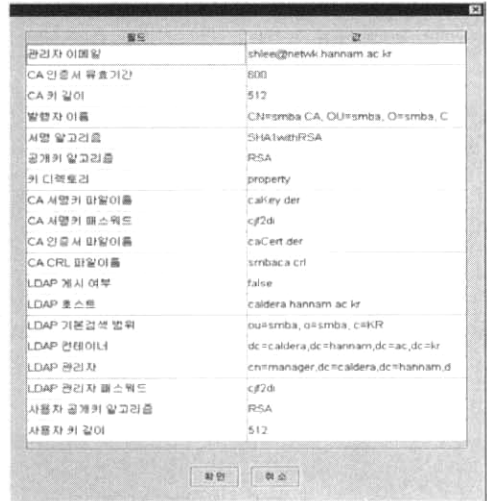 필드 값
관리자 이메일 shlee@netwk.hannam.ac.kr
CA 인증서 유효기간 800
CA 키 길이 512
발행자 이름 CN=smba CA, OU=smba, O=smba, C
서명 알고리즘 SHA1withRSA
공개키 알고리즘 RSA
키 디렉토리 property
CA 서명키 파일이름 caKey.der
CA 서명키 패스워드 cjf2di
CA 인증서 파일이름 caCert.der
CA CRL 파일이름 smbaca.crl
LDAP 게시 여부 false
LDAP 호스트 caldera.hannam.ac.kr
LDAP 기본검색 범위 ou=smba, o=smba, c=KR
LDAP 컨테이너 dc=caldera,dc=hannam,dc=ac,dc=kr
LDAP 관리자 cn=manager,dc=caldera,dc=hannam,d
LDAP 관리자 패스워드 cjf2di
사용자 공개키 알고리즘 RSA
사용자 키 길이 512
확인 취소